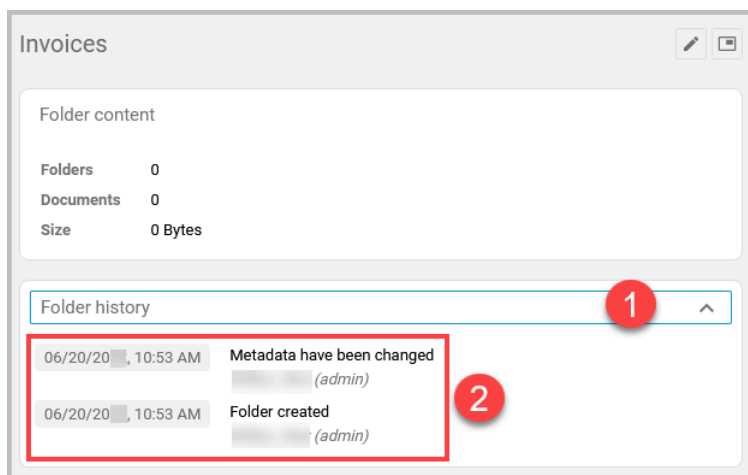 Invoices
Folder content
Folders 0
Documents 0
Size 0 Bytes
Folder history 1
06/20/20 , 10:53 AM Metadata have been changed
(admin)
2
06/20/20 , 10:53 AM Folder created
(admin)